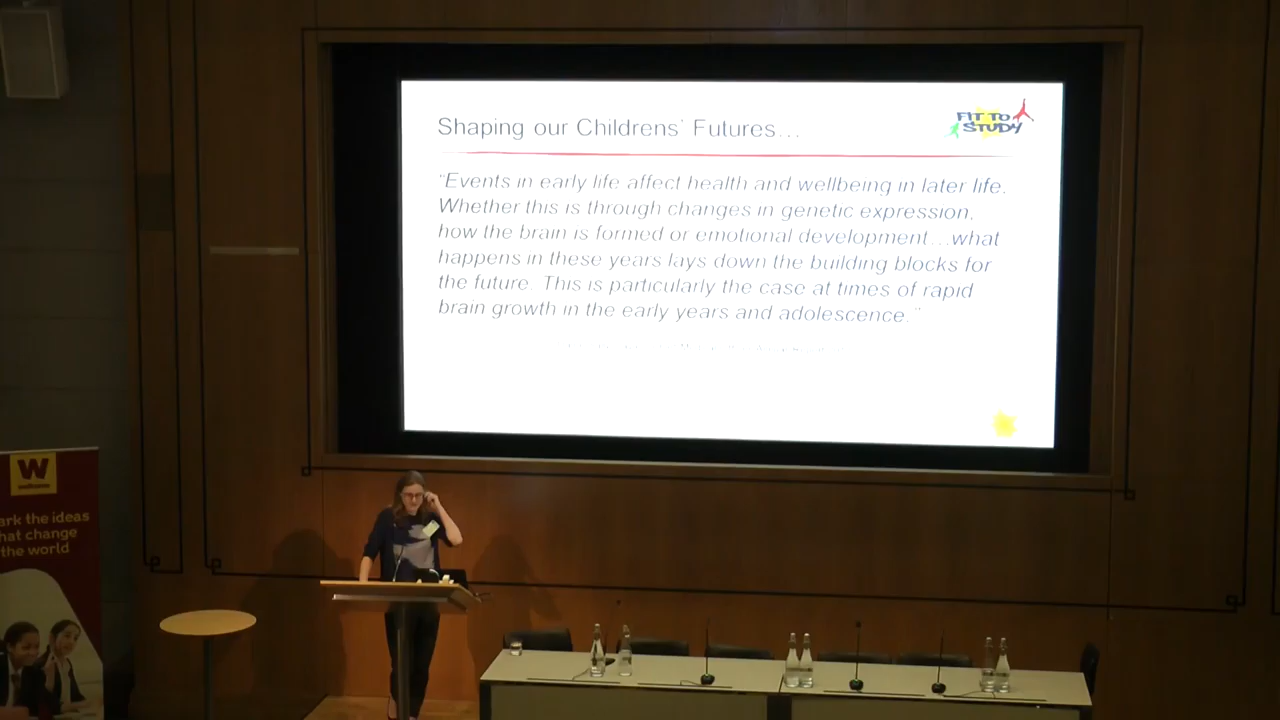 Shaping our Childrens' Futures...
FIT TO
STUDY
"Events in early life affect health and wellbeing in later life.
Whether this is through changes in genetic expression,
how the brain is formed or emotional development...what
happens in these years lays down the building blocks for
the future. This is particularly the case at times of rapid
brain growth in the early years and adolescence."
W
wellcome
ark the ideas
hat change
the world